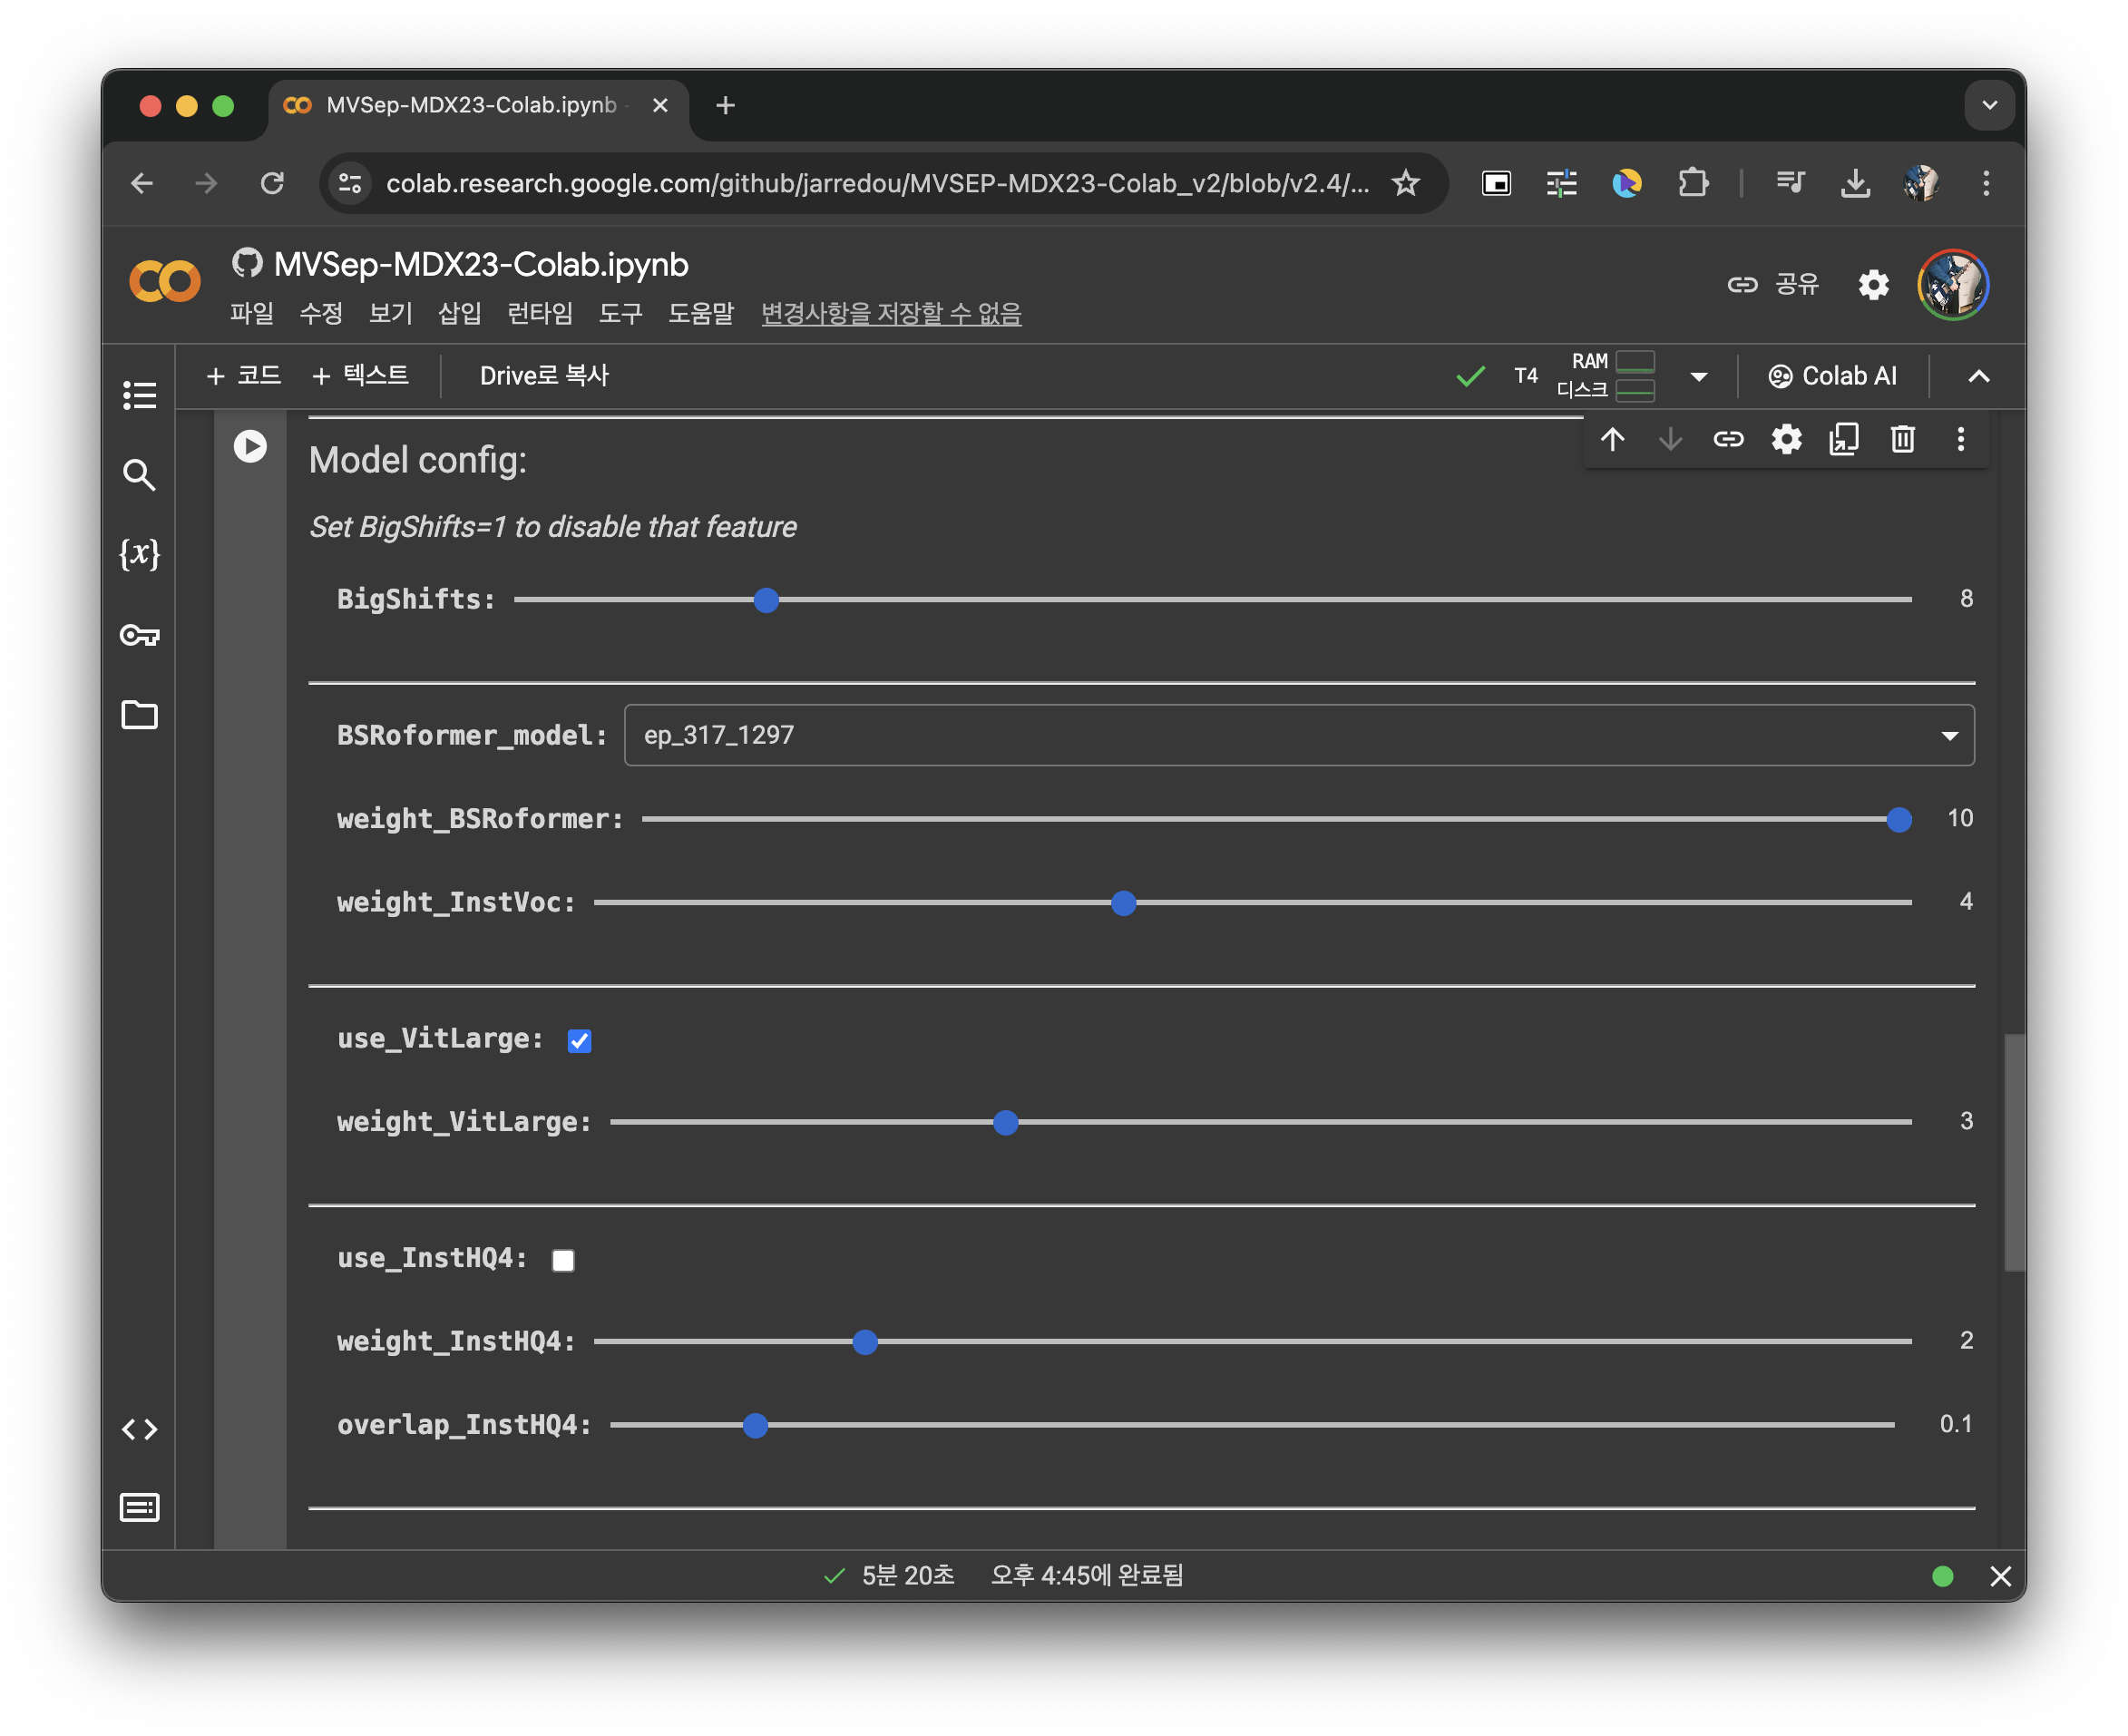 MVSep-MDX23-Colab.ipynb -
colab.research.google.com/github/jarredou/MVSEP-MDX23-Colab_v2/blob/v2.4/...
MVSep-MDX23-Colab.ipynb
공유
파일 수정 보기 삽입 런타임 도구 도움말 변경사항을 저장할 수 없음
+ 코드 + 텍스트 Drive로 복사 T4 RAM 디스크 Colab AI
Model config:
Set BigShifts=1 to disable that feature
{x}
BigShifts: 8
BSRoformer_model: ep_317_1297
weight_BSRoformer: 10
weight_InstVoc: 4
use_VitLarge:
weight_VitLarge: 3
use_InstHQ4:
weight_InstHQ4: 2
overlap_InstHQ4: 0.1
5분 20초 오후 4:45에 완료됨